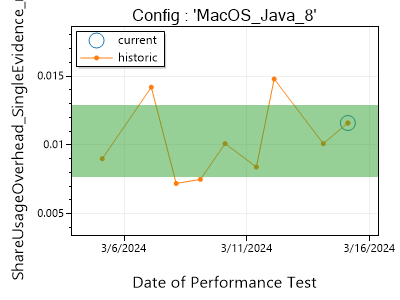 Config : 'MacOS_Java_8'
current
historic
ShareUsageOverhead_SingleEvidence_
0.015
0.01
0.005
3/6/2024
3/11/2024
3/16/2024
Date of Performance Test